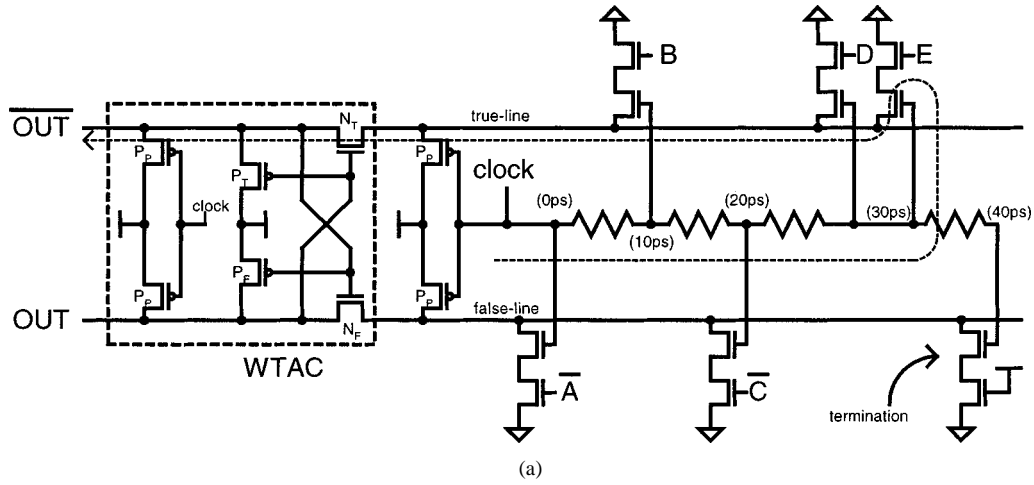 B D E
OUT N_T true-line
P_P P_P
P_T clock
clock (0ps) (20ps) (30ps) (40ps)
(10ps)
P_F
P_P P_P
OUT false-line
N_F
WTAC
A C
termination
(a)